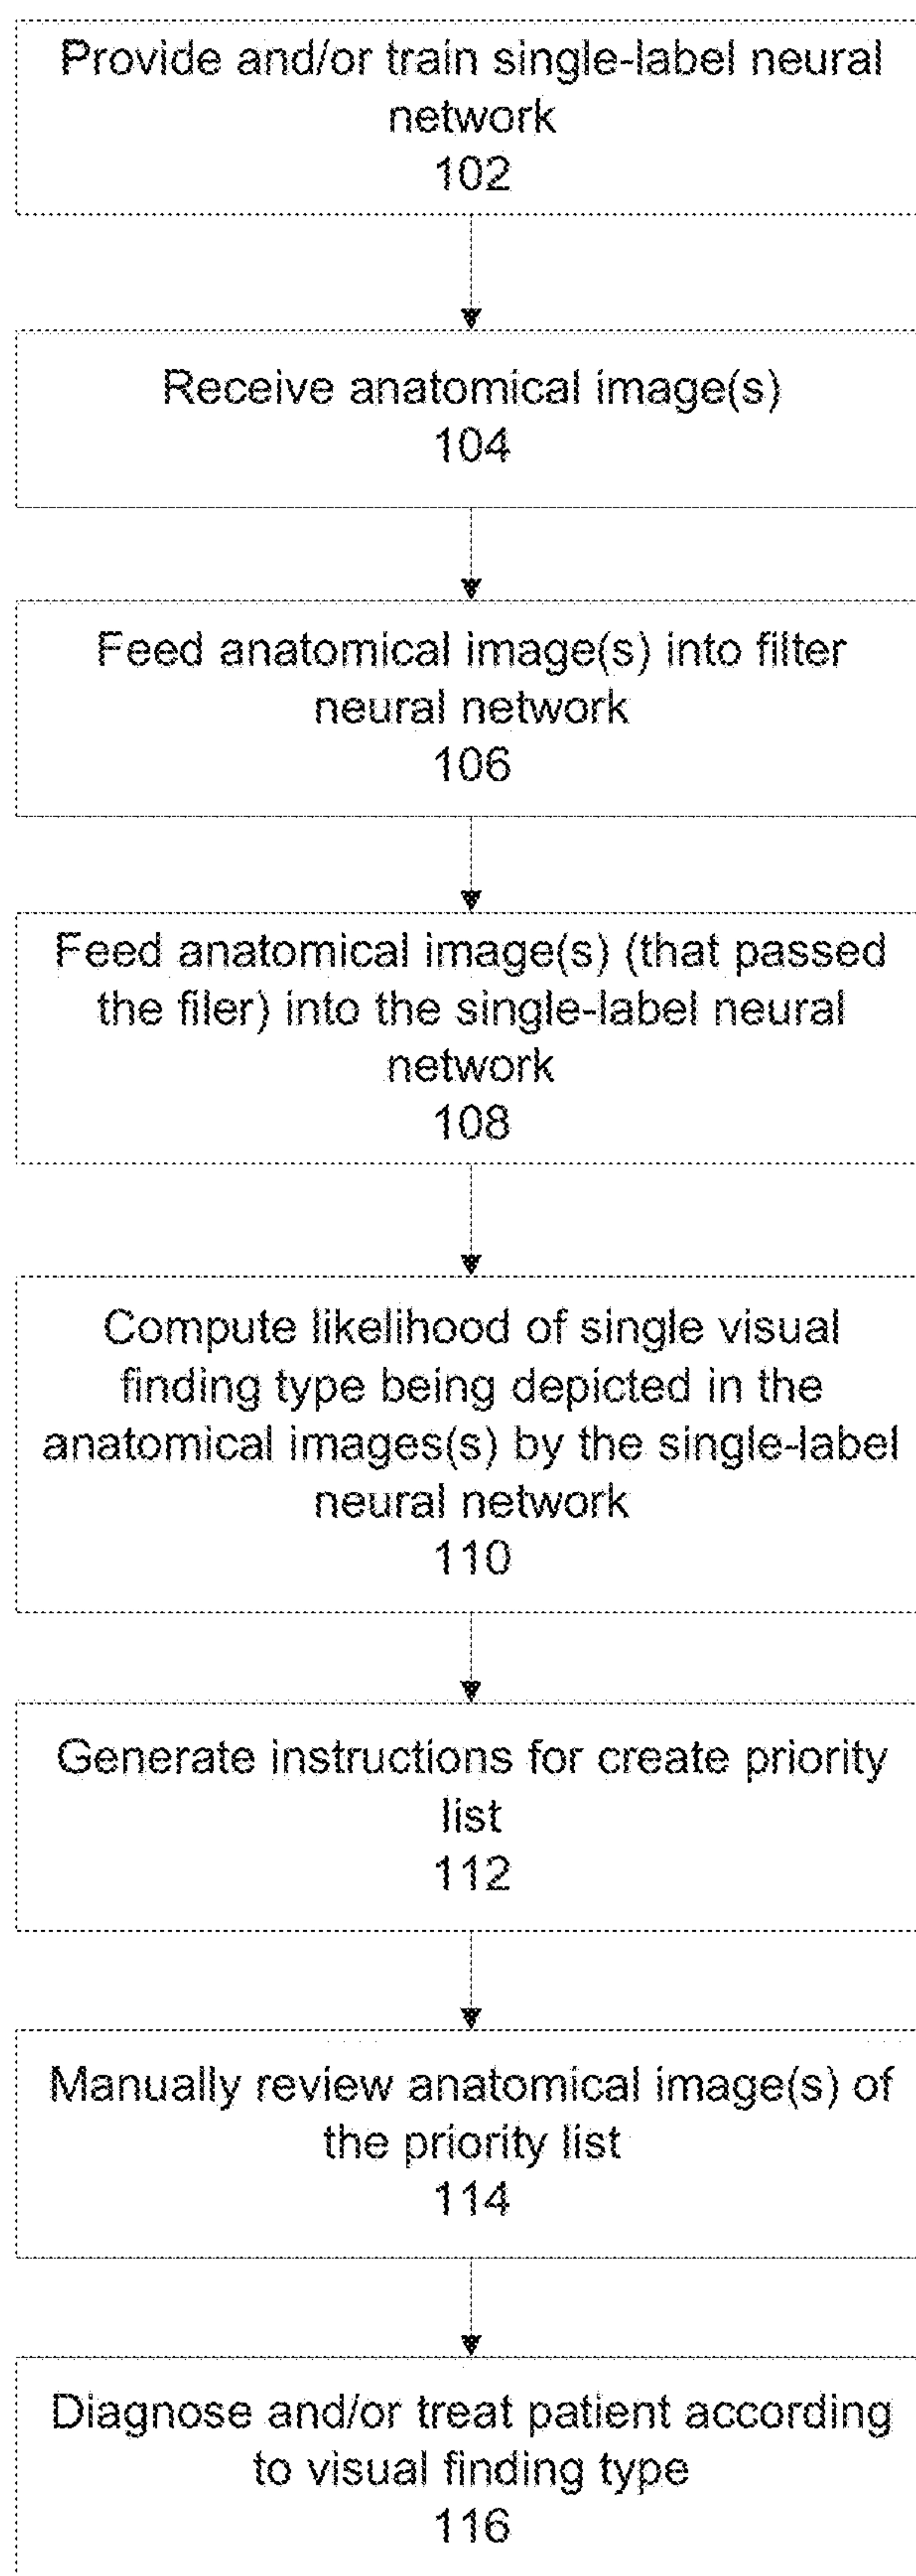 Provide and/or train single-label neural
network
102
Receive anatomical image(s)
104
Feed anatomical image(s) into filter
neural network
106
Feed anatomical image(s) (that passed
the filer) into the single-label neural
network
108
Compute likelihood of single visual
finding type being depicted in the
anatomical images(s) by the single-label
neural network
110
Generate instructions for create priority
list
112
Manually review anatomical image(s) of
the priority list
114
Diagnose and/or treat patient according
to visual finding type
116